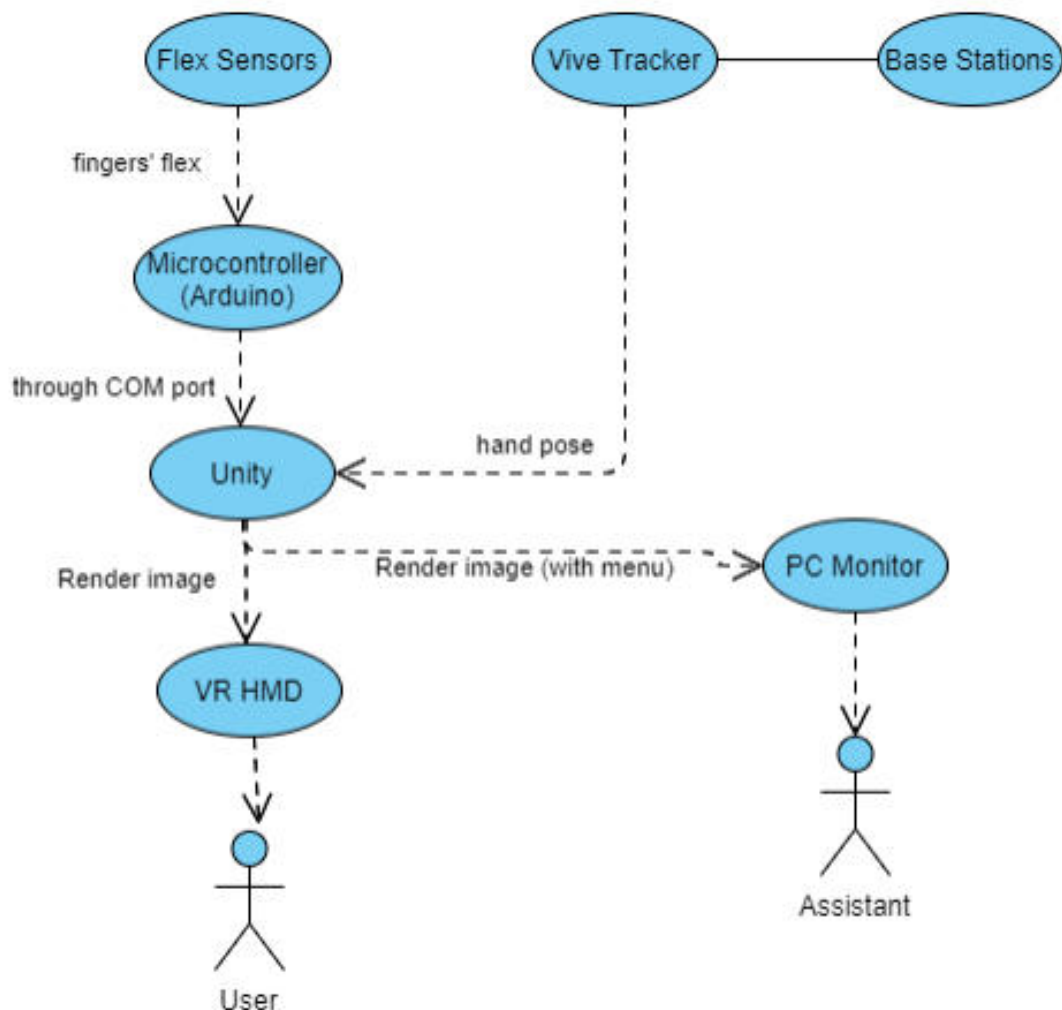 Flex Sensors
Vive Tracker
Base Stations
fingers' flex
Microcontroller
(Arduino)
through COM port
hand pose
Unity
Render image
Render image (with menu)
PC Monitor
VR HMD
Assistant
User